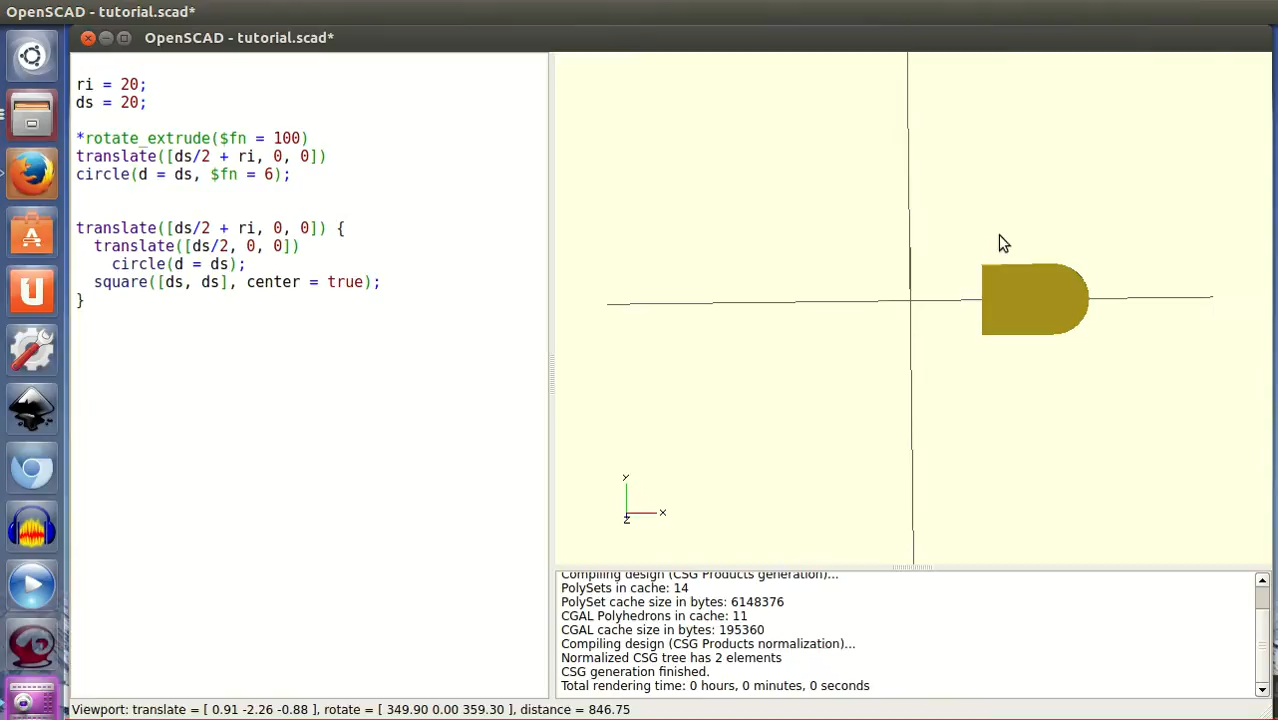 OpenSCAD - tutorial.scad*
OpenSCAD - tutorial.scad*
ri = 20;
ds = 20;
*rotate_extrude($fn = 100)
translate([ds/2 + ri, 0, 0])
circle(d = ds, $fn = 6);
translate([ds/2 + ri, 0, 0]) {
translate([ds/2, 0, 0])
circle(d = ds);
square([ds, ds], center = true);
}
Y
X
Z
Compiling design (CSG Products generation)...
PolySets in cache: 14
PolySet cache size in bytes: 6148376
CGAL Polyhedrons in cache: 11
CGAL cache size in bytes: 195360
Compiling design (CSG Products normalization)...
Normalized CSG tree has 2 elements
CSG generation finished.
Total rendering time: 0 hours, 0 minutes, 0 seconds
Viewport: translate = [ 0.91 -2.26 -0.88 ], rotate = [ 349.90 0.00 359.30 ], distance = 846.75